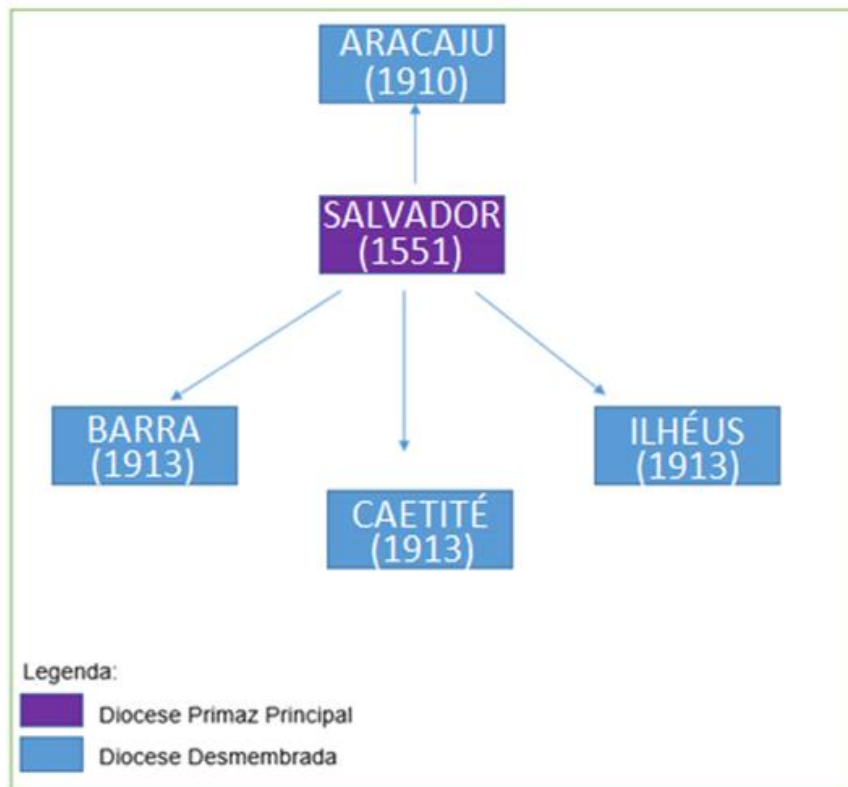 ARACAJU
(1910)
SALVADOR
(1551)
BARRA
(1913)
ILHÉUS
(1913)
CAETITÉ
(1913)
Legenda:
Diocese Primaz Principal
Diocese Desmembrada